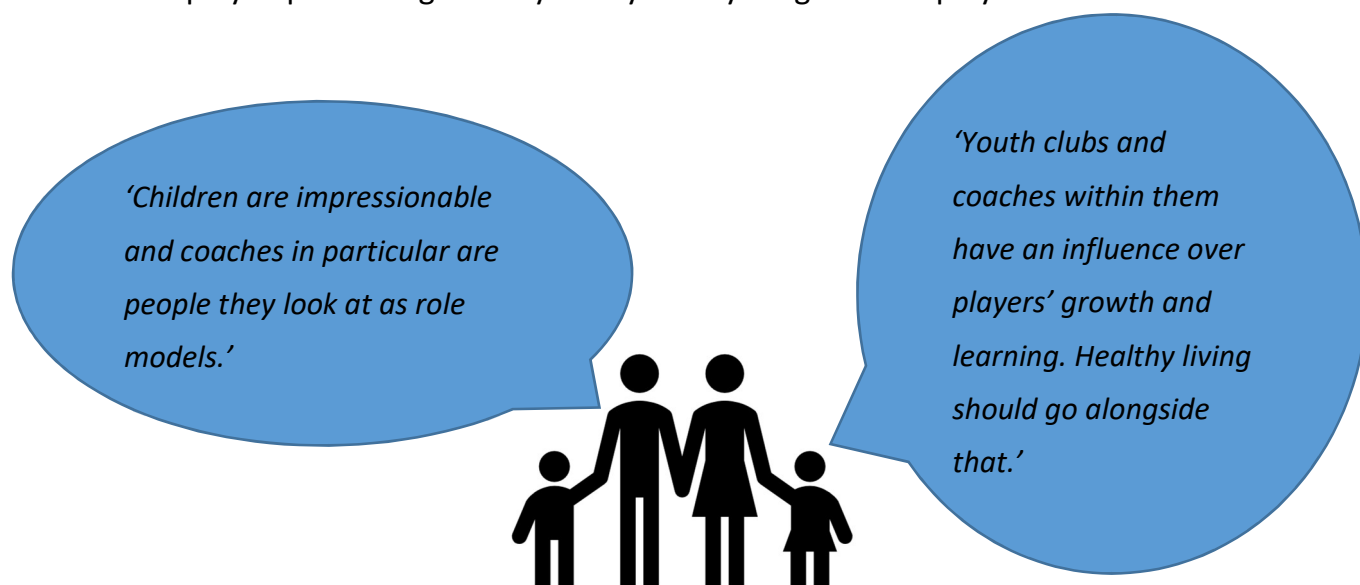 ‘Children are impressionable
and coaches in particular are
people they look at as role
models.’
‘Youth clubs and
coaches within them
have an influence over
players’ growth and
learning. Healthy living
should go alongside
that.’